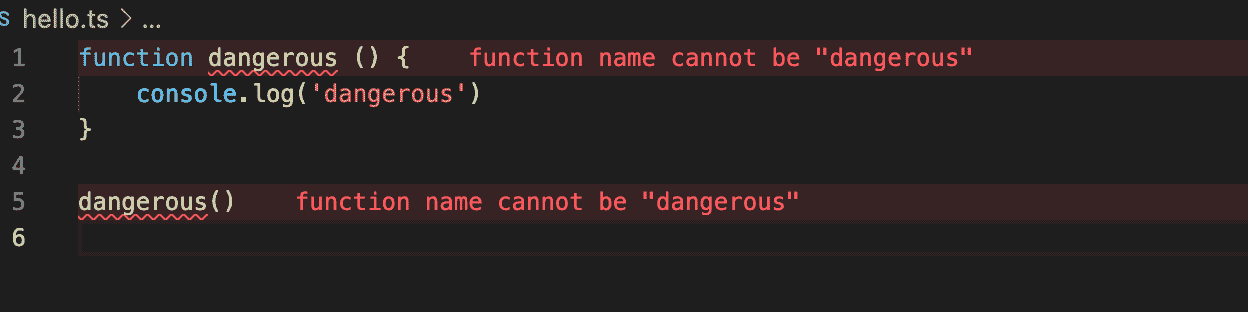 S hello.ts > ...
1 function dangerous () { function name cannot be "dangerous"
2 console.log('dangerous')
3 }
4
5 dangerous() function name cannot be "dangerous"
6